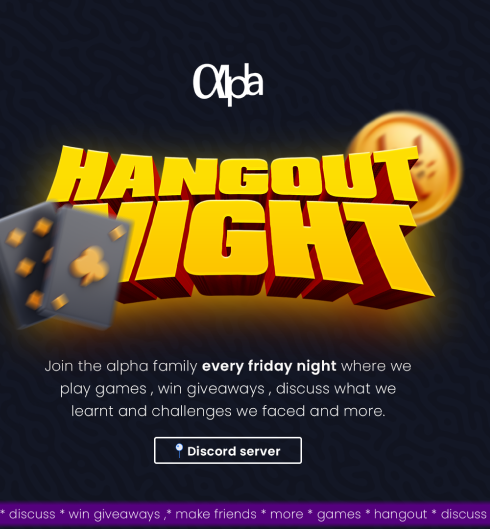 Alpha
HANGOUT
NIGHT
Join the alpha family every friday night where we
play games , win giveaways , discuss what we
learnt and challenges we faced and more.
Discord server
* discuss * win giveaways ,* make friends * more * games * hangout * discuss